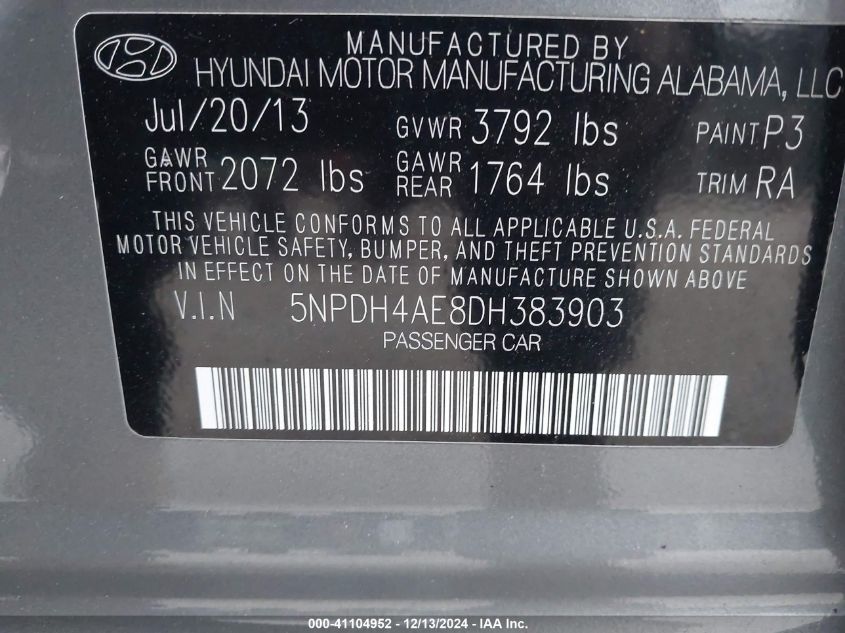 MANUFACTURED BY
HYUNDAI MOTOR MANUFACTURING ALABAMA, LLC
Jul/20/13 GVWR 3792 lbs PAINT P3
GAWR FRONT 2072 lbs GAWR REAR 1764 lbs TRIM RA
THIS VEHICLE CONFORMS TO ALL APPLICABLE U.S.A. FEDERAL
MOTOR VEHICLE SAFETY, BUMPER, AND THEFT PREVENTION STANDARDS
IN EFFECT ON THE DATE OF MANUFACTURE SHOWN ABOVE
V.I.N 5NPDH4AE8DH383903
PASSENGER CAR
000-41104952 - 12/13/2024 - IAA Inc.